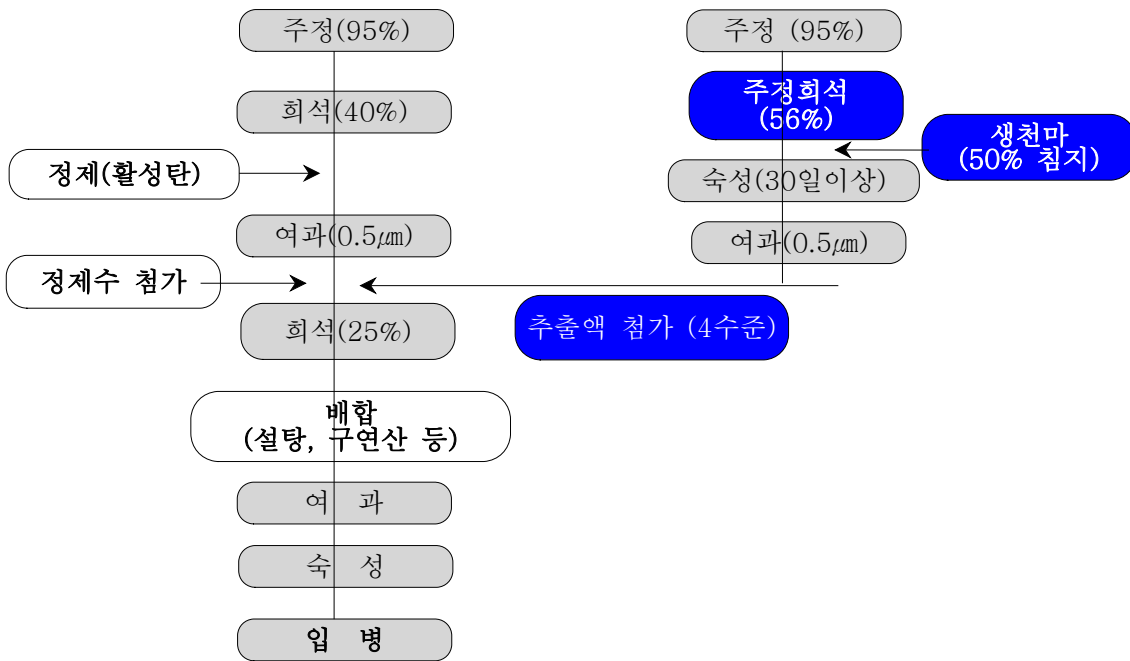 주정(95%)
주정 (95%)
희석(40%)
주정희석
(56%)
생천마
(50% 침지)
정제(활성탄)
숙성(30일이상)
여과(0.5㎛)
여과(0.5㎛)
정제수 첨가
희석(25%)
추출액 첨가 (4수준)
배합
(설탕, 구연산 등)
여 과
숙 성
입 병